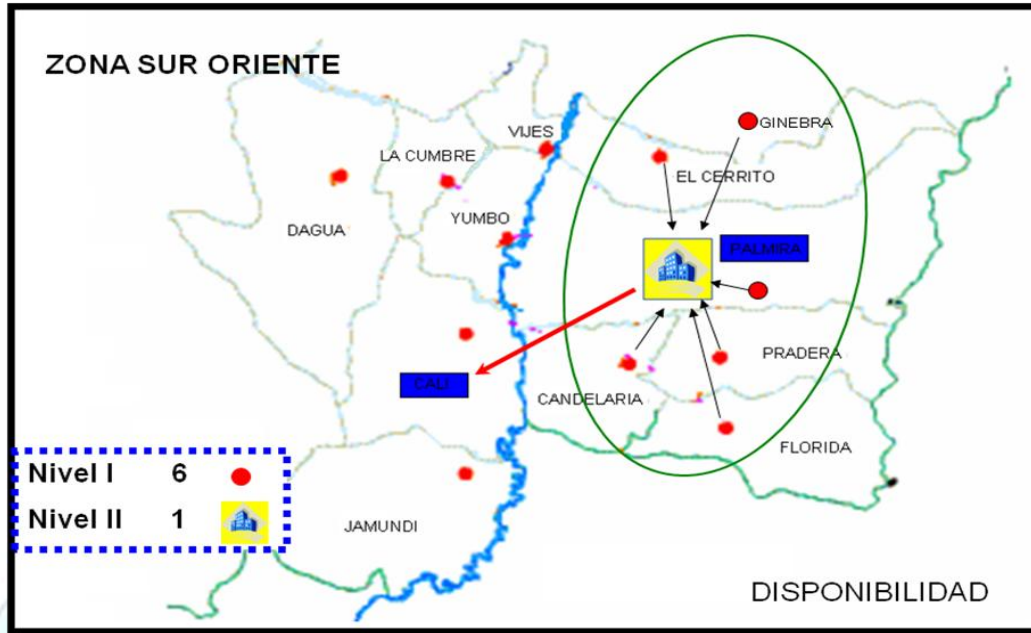 ZONA SUR ORIENTE
GINEBRA
VIJES
LA CUMBRE
EL CERRITO
YUMBO
DAGUA
PALMIRA
PRADERA
CALI
CANDELARIA
FLORIDA
Nivel I 6
Nivel II 1
JAMUNDI
DISPONIBILIDAD